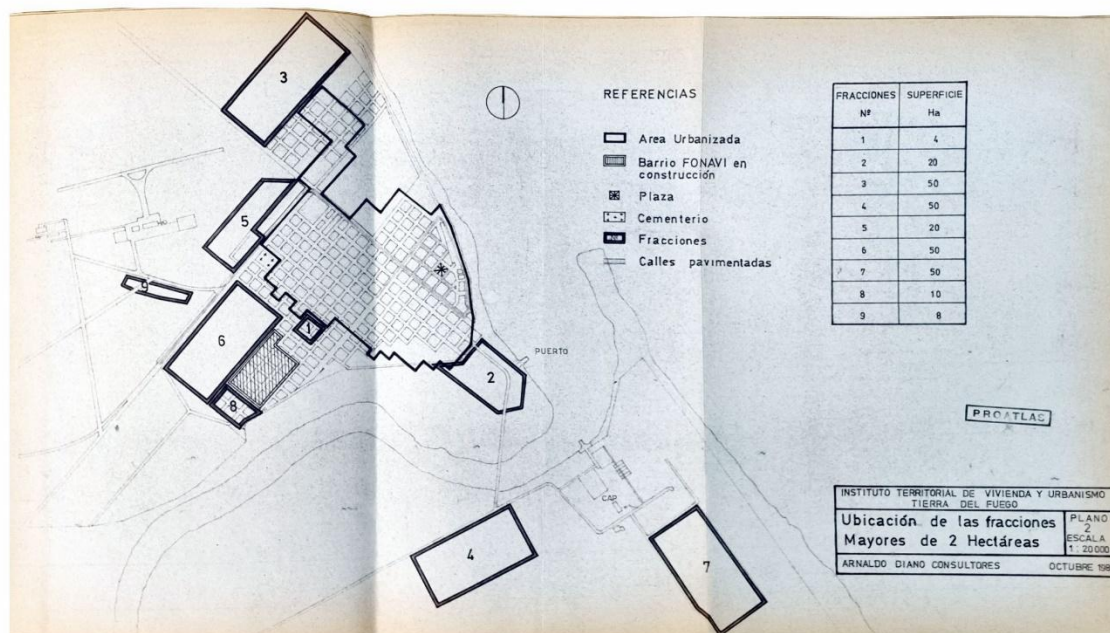 3
5
9
6
1
8
2
PUERTO
CAP
4
7
REFERENCIAS
Area Urbanizada
Barrio FONAVI en
construcción
Plaza
Cementerio
Fracciones
Calles pavimentadas
FRACCIONES SUPERFICIE
Nº Ha
1 4
2 20
3 50
4 50
5 20
6 50
7 50
8 10
9 8
PROATLAS
INSTITUTO TERRITORIAL DE VIVIENDA Y URBANISMO
TIERRA DEL FUEGO
Ubicación de las fracciones
Mayores de 2 Hectáreas
PLANO
2
ESCALA
1:20000
ARNALDO DIANO CONSULTORES OCTUBRE